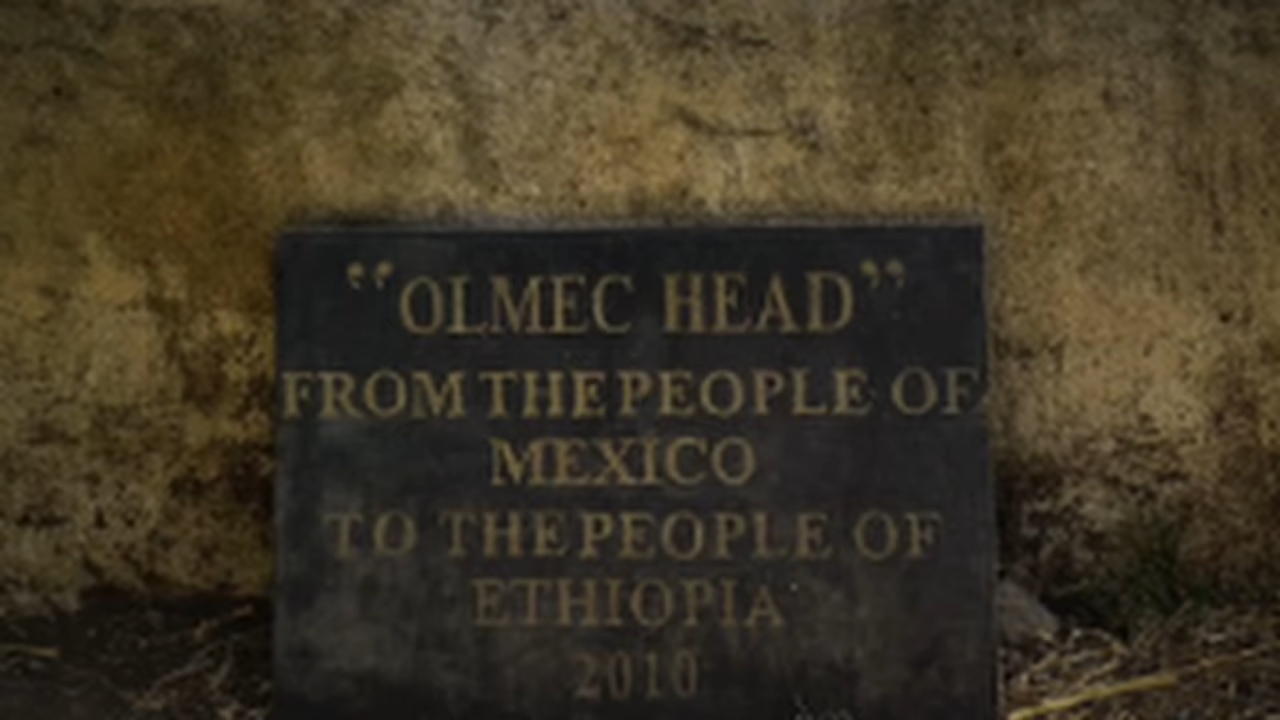 “OLMEC HEAD”
FROM THE PEOPLE OF
MEXICO
TO THE PEOPLE OF
ETHIOPIA
2010